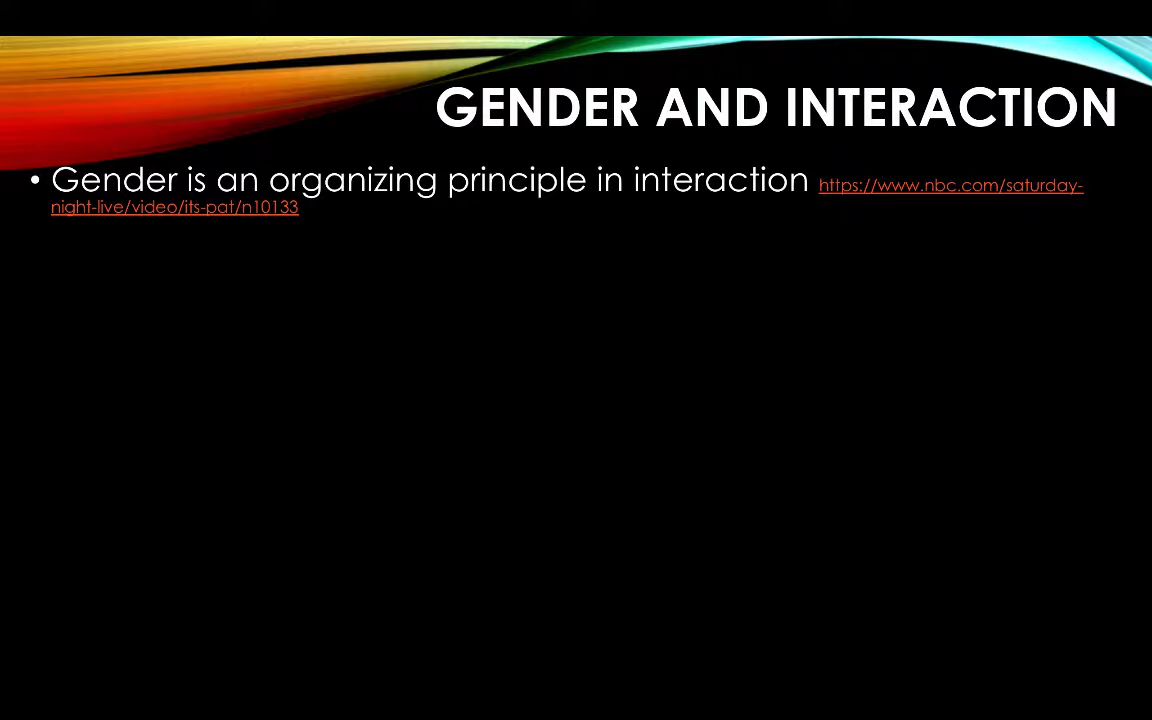 GENDER AND INTERACTION
• Gender is an organizing principle in interaction https://www.nbc.com/saturday-
night-live/video/its-pat/n10133